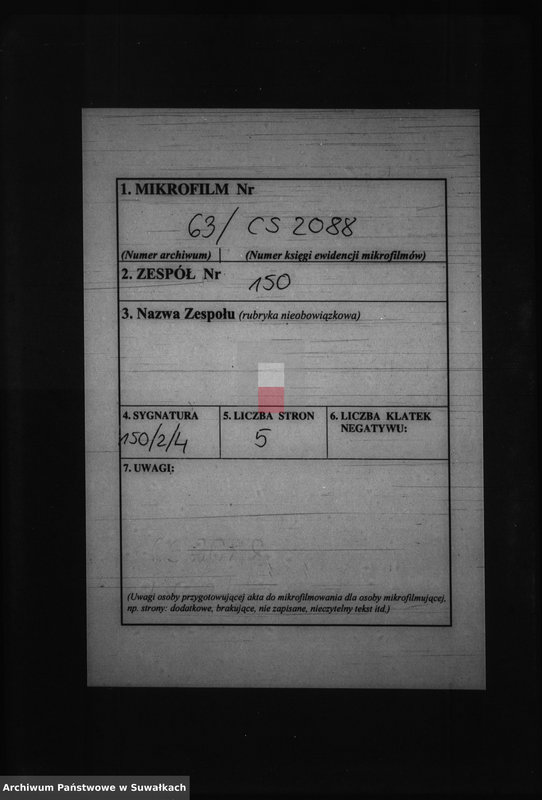 1. MIKROFILM Nr
63/ CS 2088
(Numer archiwum) (Numer księgi ewidencji mikrofilmów)
2. ZESPÓŁ Nr 150
3. Nazwa Zespołu (rubryka nieobowiązkowa)
4. SYGNATURA 5. LICZBA STRON 6. LICZBA KLATEK
NEGATYWU:
150/2/4 5
7. UWAGI:
(Uwagi osoby przygotowującej akta do mikrofilmowania dla osoby mikrofilmującej,
np. strony: dodatkowe, brakujące, nie zapisane, nieczytelny tekst itd.)
Archiwum Państwowe w Suwałkach